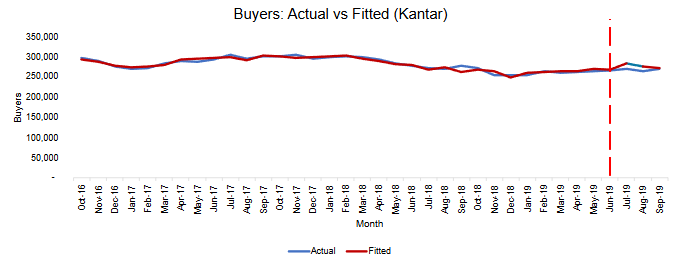 Buyers: Actual vs Fitted (Kantar)
350,000
300,000
250,000
200,000
150,000
100,000
50,000
-
Buyers
Oct-16
Nov-16
Dec-16
Jan-17
Feb-17
Mar-17
Apr-17
May-17
Jun-17
Jul-17
Aug-17
Sep-17
Oct-17
Nov-17
Dec-17
Jan-18
Feb-18
Mar-18
Apr-18
May-18
Jun-18
Jul-18
Aug-18
Sep-18
Oct-18
Nov-18
Dec-18
Jan-19
Feb-19
Mar-19
Apr-19
May-19
Jun-19
Jul-19
Aug-19
Sep-19
Month
Actual Fitted